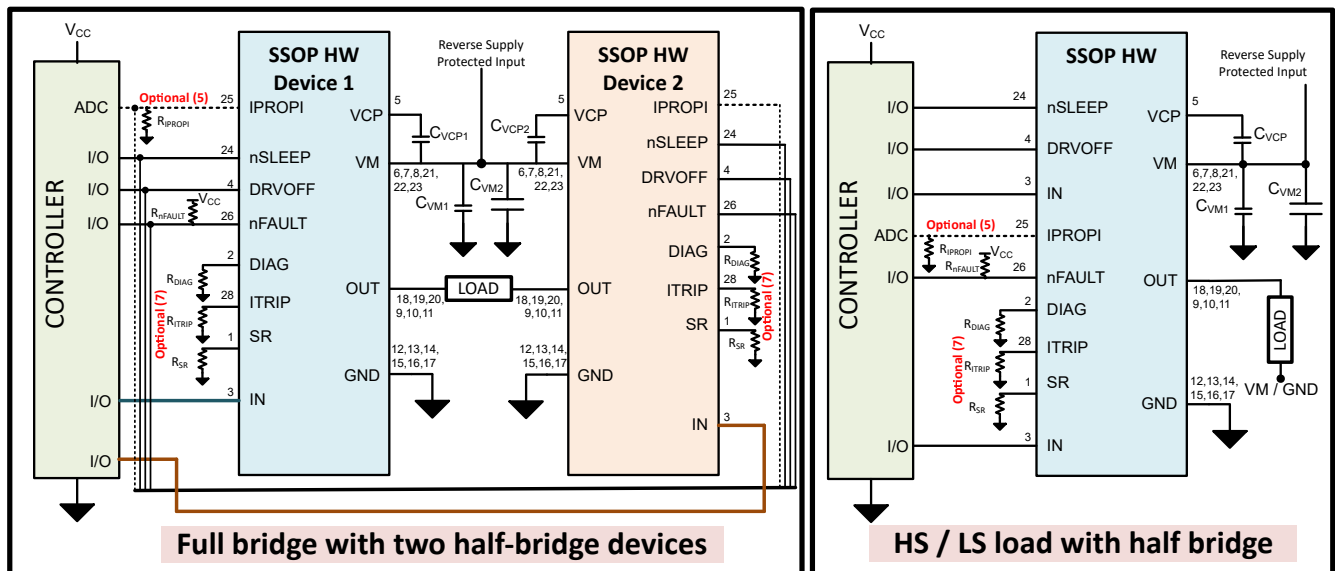 VCC
CONTROLLER
ADC
I/O
I/O
I/O
I/O
I/O
Optional (5)
RIPROPI
VCC
RnFAULT
RDIAG
RITRIP
RSR
Optional (7)
25
24
4
26
2
28
1
3
SSOP HW
Device 1
IPROPI
nSLEEP
DRVOFF
nFAULT
DIAG
ITRIP
SR
IN
VCP
VM
OUT
GND
5
6,7,8,21,
22,23
18,19,20,
9,10,11
12,13,14,
15,16,17
Reverse Supply
Protected Input
CVCP1
CVCP2
CVM1
CVM2
LOAD
5
6,7,8,21,
22,23
18,19,20,
9,10,11
12,13,14,
15,16,17
SSOP HW
Device 2
VCP
VM
OUT
GND
IPROPI
nSLEEP
DRVOFF
nFAULT
DIAG
ITRIP
SR
IN
25
24
4
26
2
28
1
3
RDIAG
RITRIP
RSR
Optional (7)
Full bridge with two half-bridge devices
VCC
CONTROLLER
I/O
I/O
I/O
ADC
I/O
I/O
Optional (5)
RIPROPI
VCC
RnFAULT
RDIAG
RITRIP
RSR
Optional (7)
24
4
3
25
26
2
28
1
3
SSOP HW
nSLEEP
DRVOFF
IN
IPROPI
nFAULT
DIAG
ITRIP
SR
IN
VCP
VM
OUT
GND
5
6,7,8,21,
22,23
18,19,20,
9,10,11
12,13,14,
15,16,17
Reverse Supply
Protected Input
CVCP
CVM1
CVM2
LOAD
VM / GND
HS / LS load with half bridge